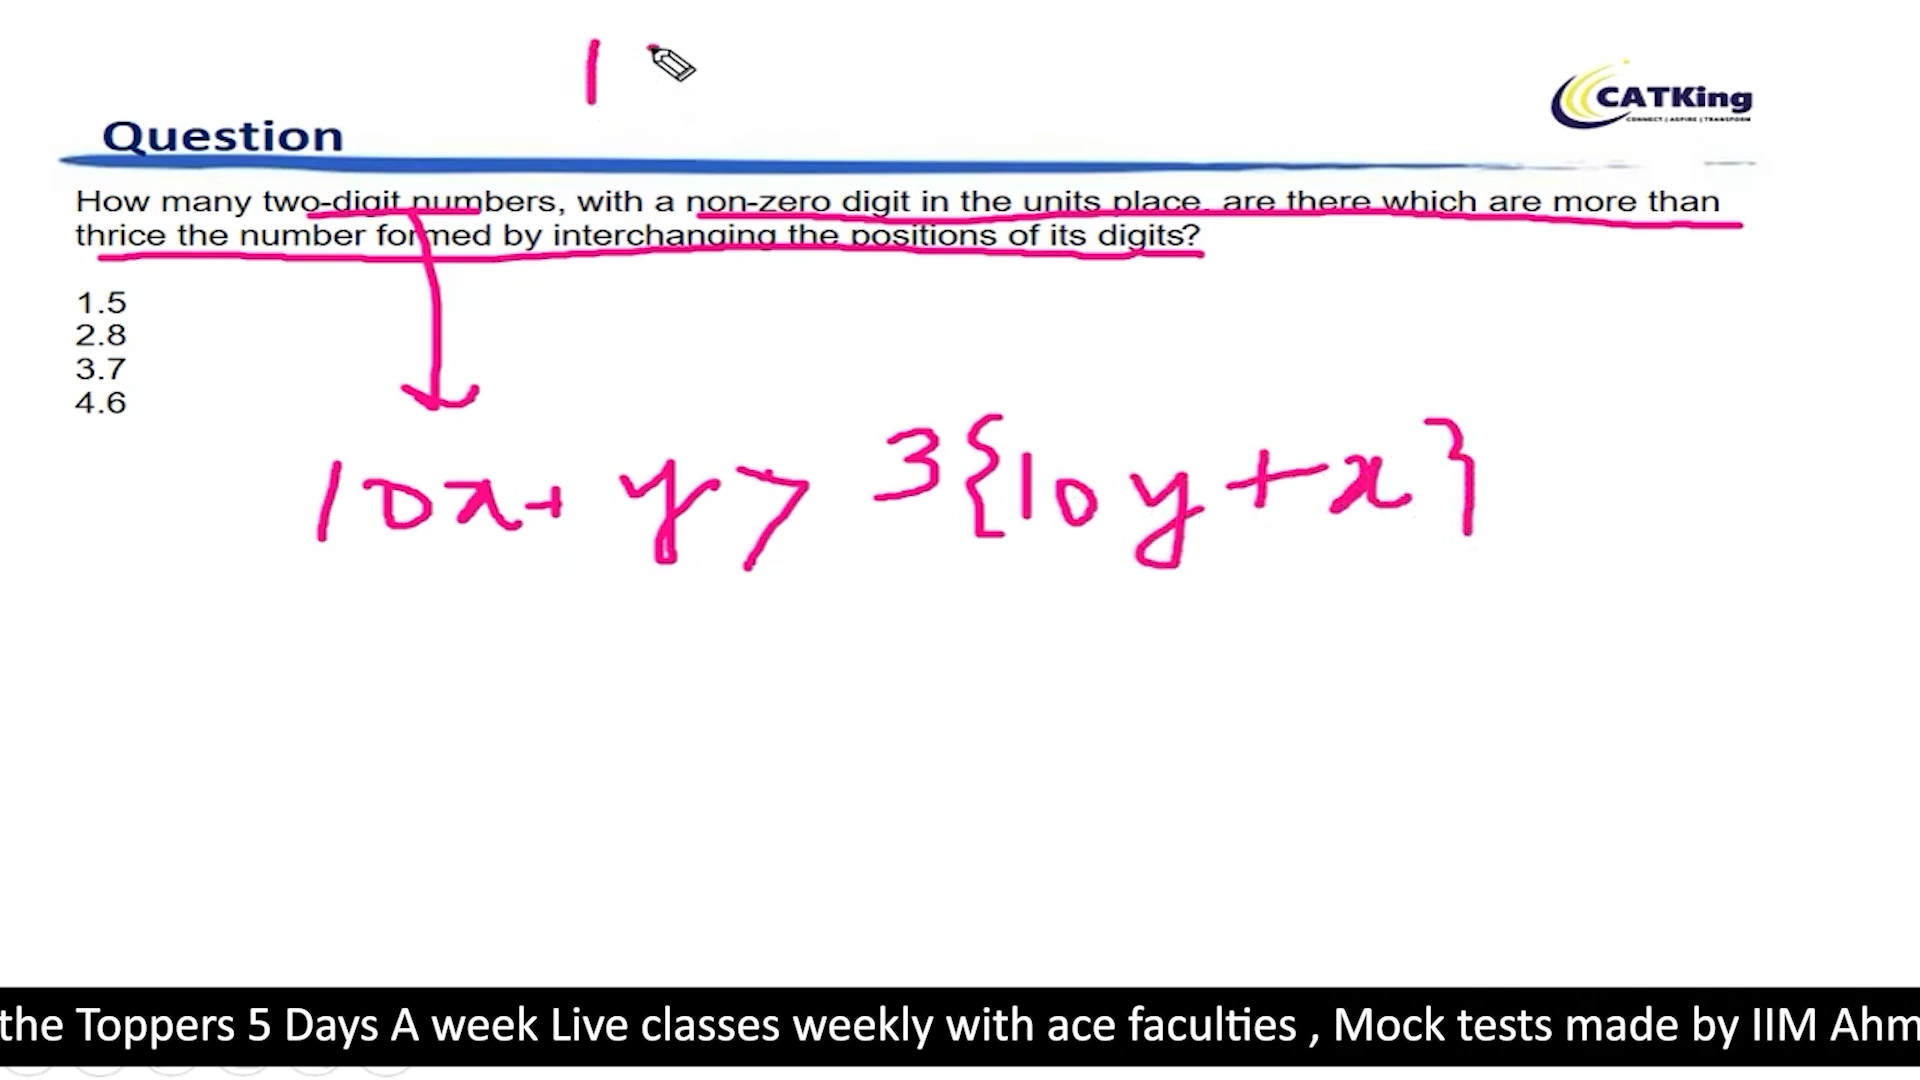 1
CATKing
CONNECT | ASPIRE | TRANSFORM
Question
How many two-digit numbers, with a non-zero digit in the units place, are there which are more than
thrice the number formed by interchanging the positions of its digits?
1.5
2.8
3.7
4.6
10x+ y > 3{10y+x}
the Toppers 5 Days A week Live classes weekly with ace faculties , Mock tests made by IIM Ahm